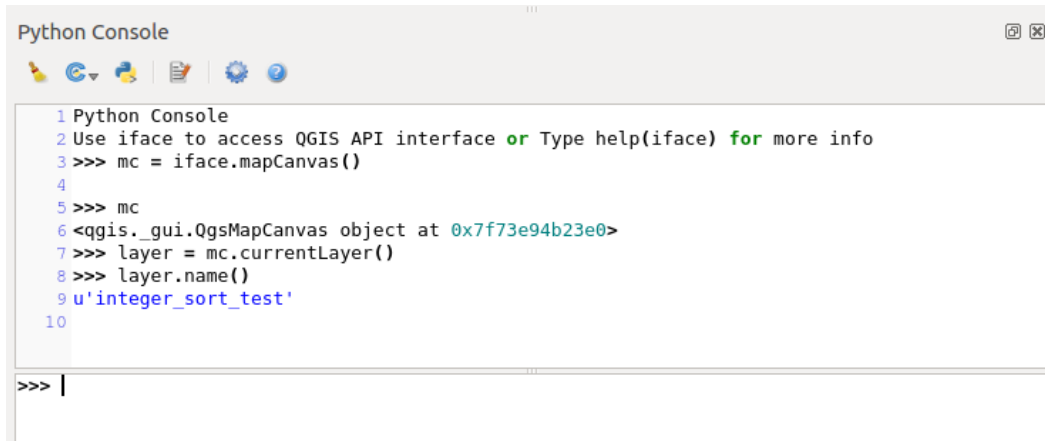 Python Console
1 Python Console
2 Use iface to access QGIS API interface or Type help(iface) for more info
3 >>> mc = iface.mapCanvas()
4
5 >>> mc
6 <qgis._gui.QgsMapCanvas object at 0x7f73e94b23e0>
7 >>> layer = mc.currentLayer()
8 >>> layer.name()
9 u'integer_sort_test'
10
>>>